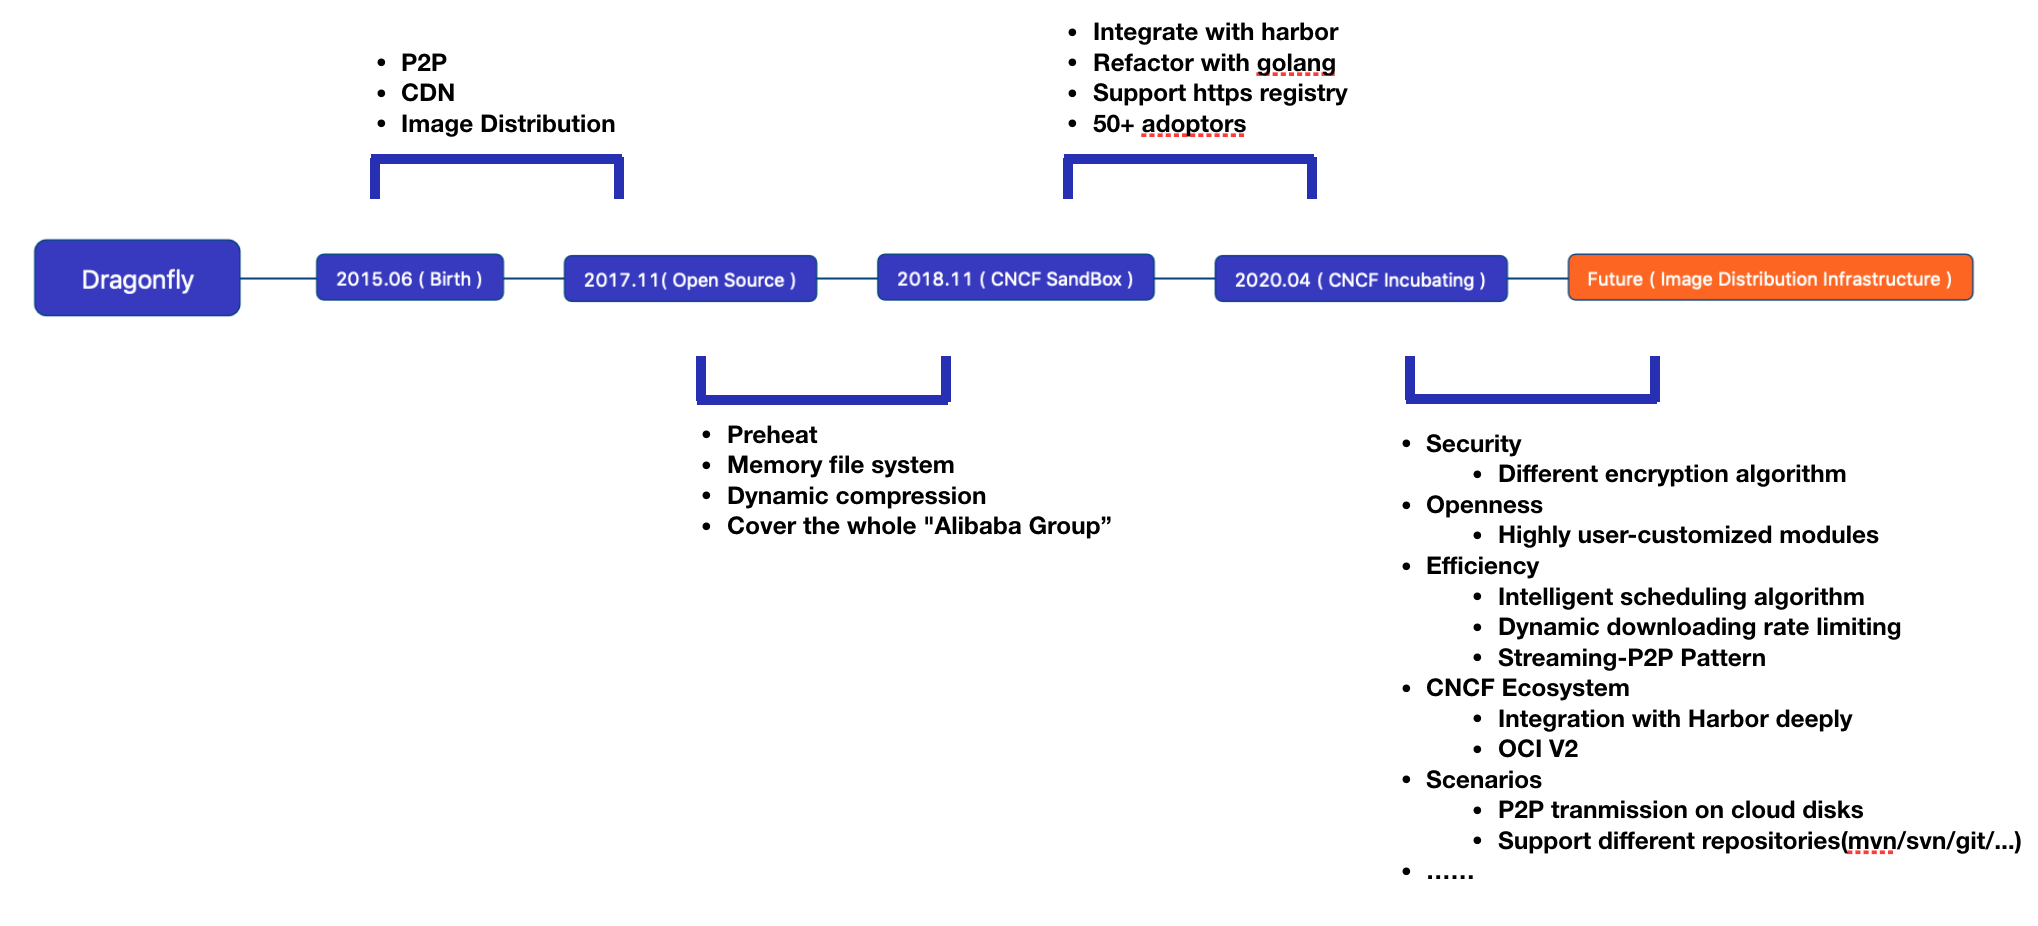 • P2P
• CDN
• Image Distribution
• Integrate with harbor
• Refactor with golang
• Support https registry
• 50+ adoptors
Dragonfly
2015.06 ( Birth )
2017.11( Open Source )
2018.11 ( CNCF SandBox )
2020.04 ( CNCF Incubating )
Future ( Image Distribution Infrastructure )
• Preheat
• Memory file system
• Dynamic compression
• Cover the whole "Alibaba Group”
• Security
• Different encryption algorithm
• Openness
• Highly user-customized modules
• Efficiency
• Intelligent scheduling algorithm
• Dynamic downloading rate limiting
• Streaming-P2P Pattern
• CNCF Ecosystem
• Integration with Harbor deeply
• OCI V2
• Scenarios
• P2P tranmission on cloud disks
• Support different repositories(mvn/svn/git/...)
• ......